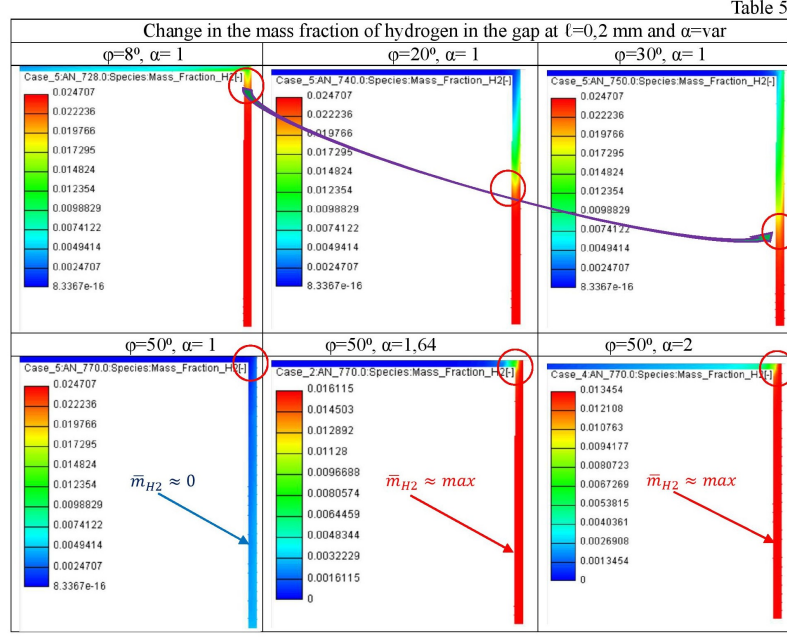 Table 5
Change in the mass fraction of hydrogen in the gap at ℓ=0,2 mm and α=var
φ=8º, α= 1
φ=20º, α= 1
φ=30º, α= 1
Case_5:AN_728.0:Species:Mass_Fraction_H2[-]
0.024707
0.022236
0.019766
0.017295
0.014824
0.012354
0.0098829
0.0074122
0.0049414
0.0024707
8.3367e-16
Case_5:AN_740.0:Species:Mass_Fraction_H2[-]
0.024707
0.022236
0.019766
0.017295
0.014824
0.012354
0.0098829
0.0074122
0.0049414
0.0024707
8.3367e-16
Case_5:AN_750.0:Species:Mass_Fraction_H2[-]
0.024707
0.022236
0.019766
0.017295
0.014824
0.012354
0.0098829
0.0074122
0.0049414
0.0024707
8.3367e-16
φ=50º, α= 1
φ=50º, α=1,64
φ=50º, α=2
Case_5:AN_770.0:Species:Mass_Fraction_H2[-]
0.024707
0.022236
0.019766
0.017295
0.014824
0.012354
0.0098829
0.0074122
0.0049414
0.0024707
8.3367e-16
m̅H2 ≈ 0
Case_2:AN_770.0:Species:Mass_Fraction_H2[-]
0.016115
0.014503
0.012892
0.01128
0.0096688
0.0080574
0.0064459
0.0048344
0.0032229
0.0016115
0
m̅H2 ≈ max
Case_4:AN_770.0:Species:Mass_Fraction_H2[-]
0.013454
0.012108
0.010763
0.0094177
0.0080723
0.0067269
0.0053815
0.0040361
0.0026908
0.0013454
0
m̅H2 ≈ max